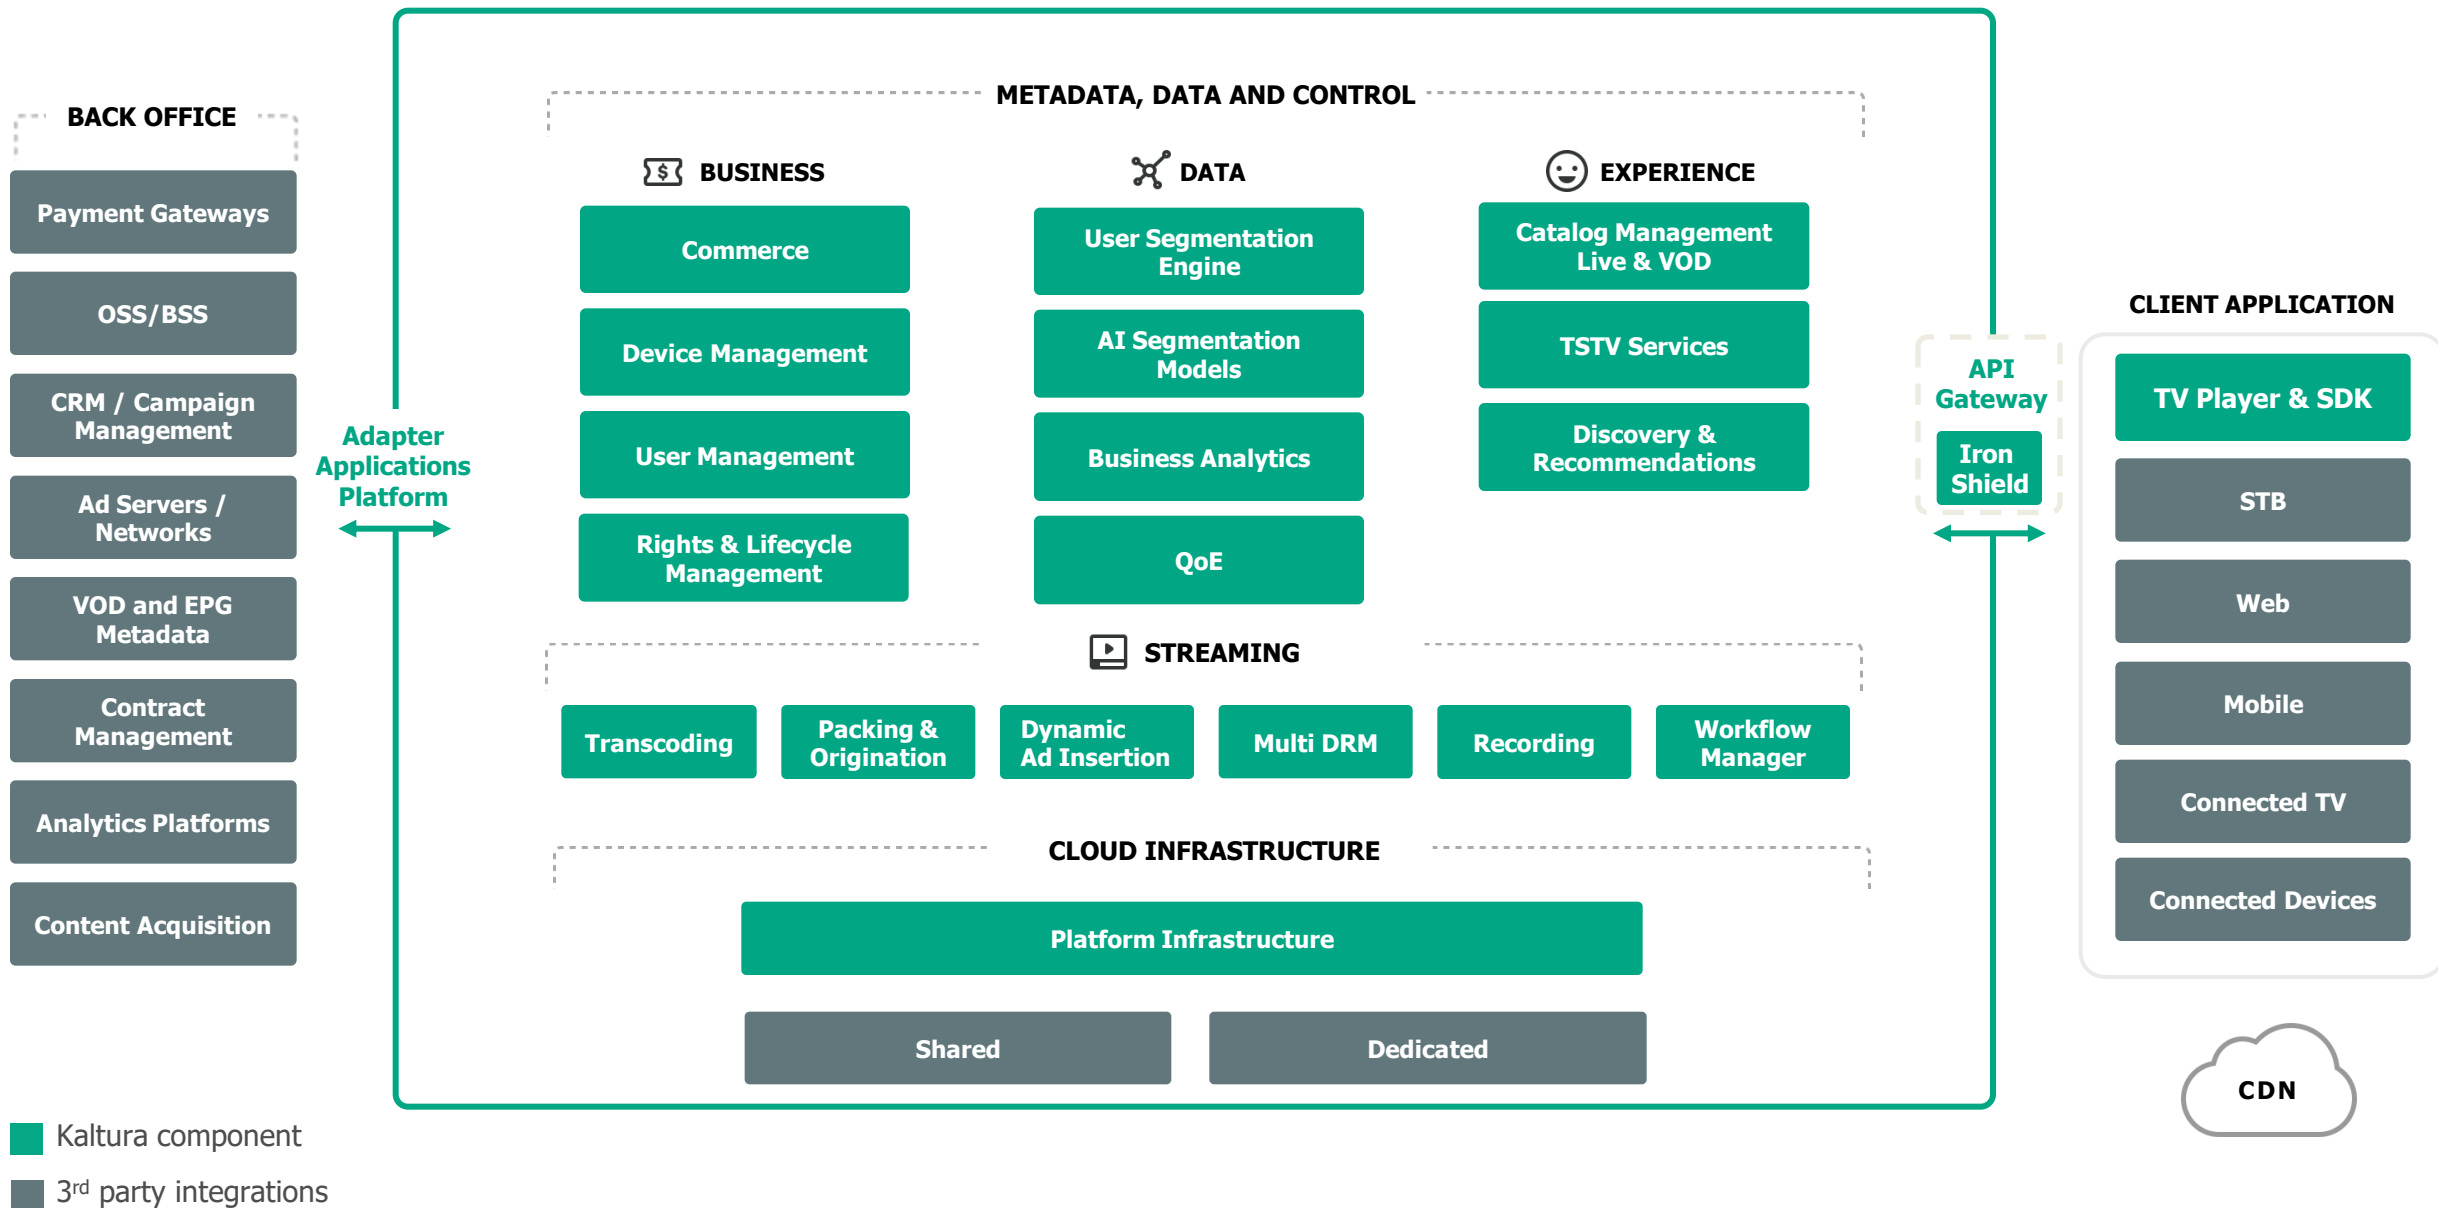 BACK OFFICE
Payment Gateways
OSS/BSS
CRM / Campaign
Management
Ad Servers /
Networks
VOD and EPG
Metadata
Contract
Management
Analytics Platforms
Content Acquisition
Adapter
Applications
Platform
METADATA, DATA AND CONTROL
BUSINESS
Commerce
Device Management
User Management
Rights & Lifecycle
Management
DATA
User Segmentation
Engine
AI Segmentation
Models
Business Analytics
QoE
EXPERIENCE
Catalog Management
Live & VOD
TSTV Services
Discovery &
Recommendations
STREAMING
Transcoding
Packing &
Origination
Dynamic
Ad Insertion
Multi DRM
Recording
Workflow
Manager
CLOUD INFRASTRUCTURE
Platform Infrastructure
Shared
Dedicated
API
Gateway
Iron
Shield
CLIENT APPLICATION
TV Player & SDK
STB
Web
Mobile
Connected TV
Connected Devices
CDN
Kaltura component
3rd party integrations